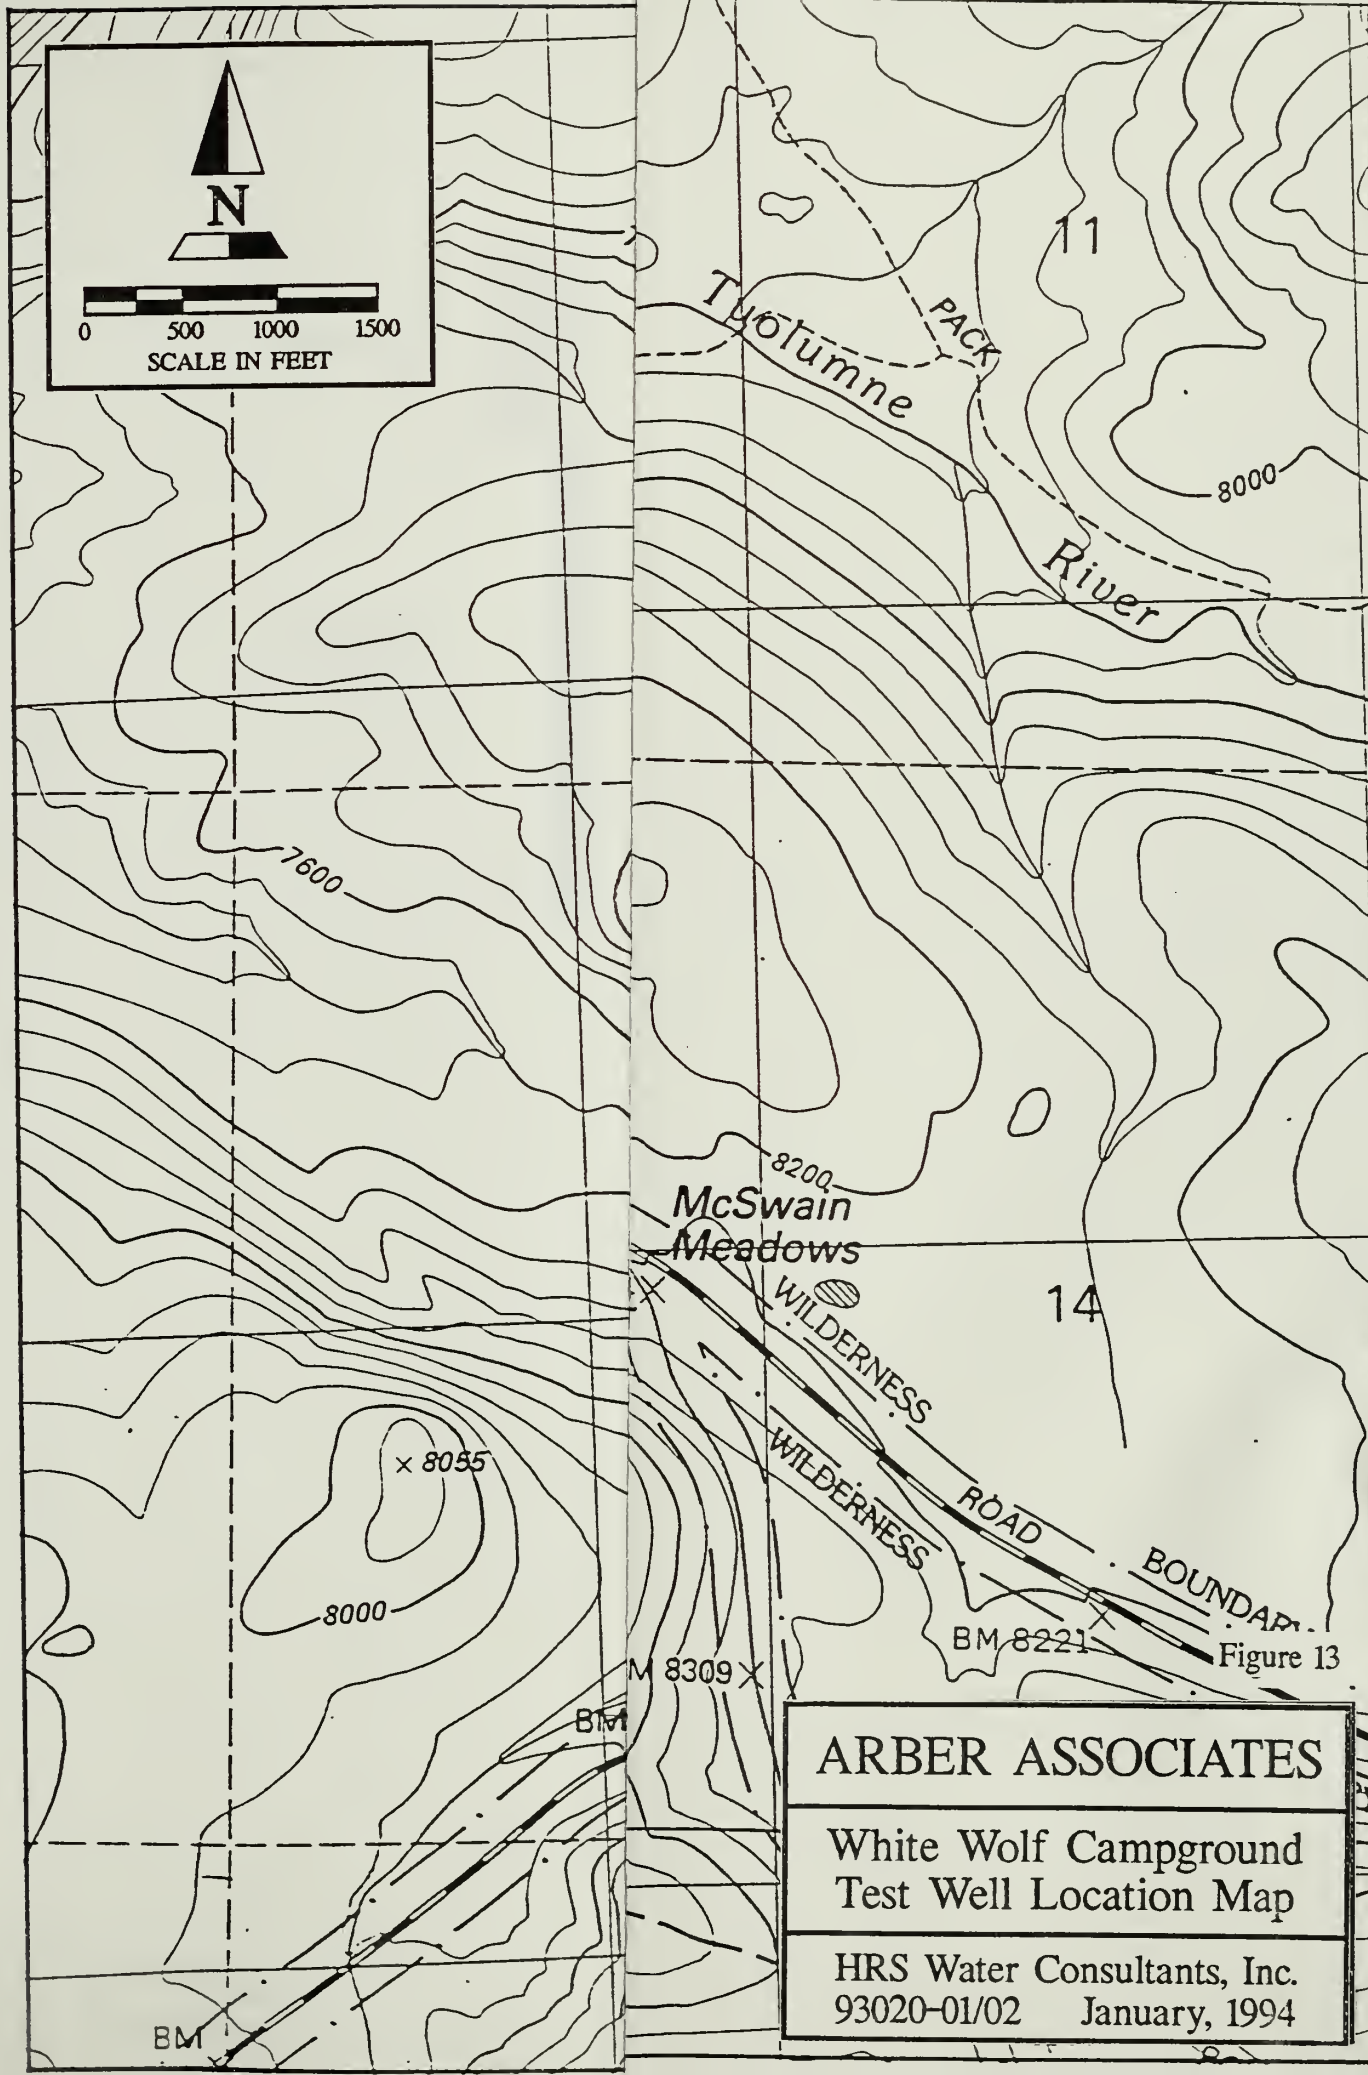 N
0 500 1000 1500
SCALE IN FEET
11
Tuolumne
PACK
8000
River
7600
8200
McSwain
Meadows
WILDERNESS
14
WILDERNESS
ROAD
BOUNDAR
× 8055
8000
BM 8221
M 8309
BM
BM
Figure 13
ARBER ASSOCIATES
White Wolf Campground
Test Well Location Map
HRS Water Consultants, Inc.
93020-01/02 January, 1994